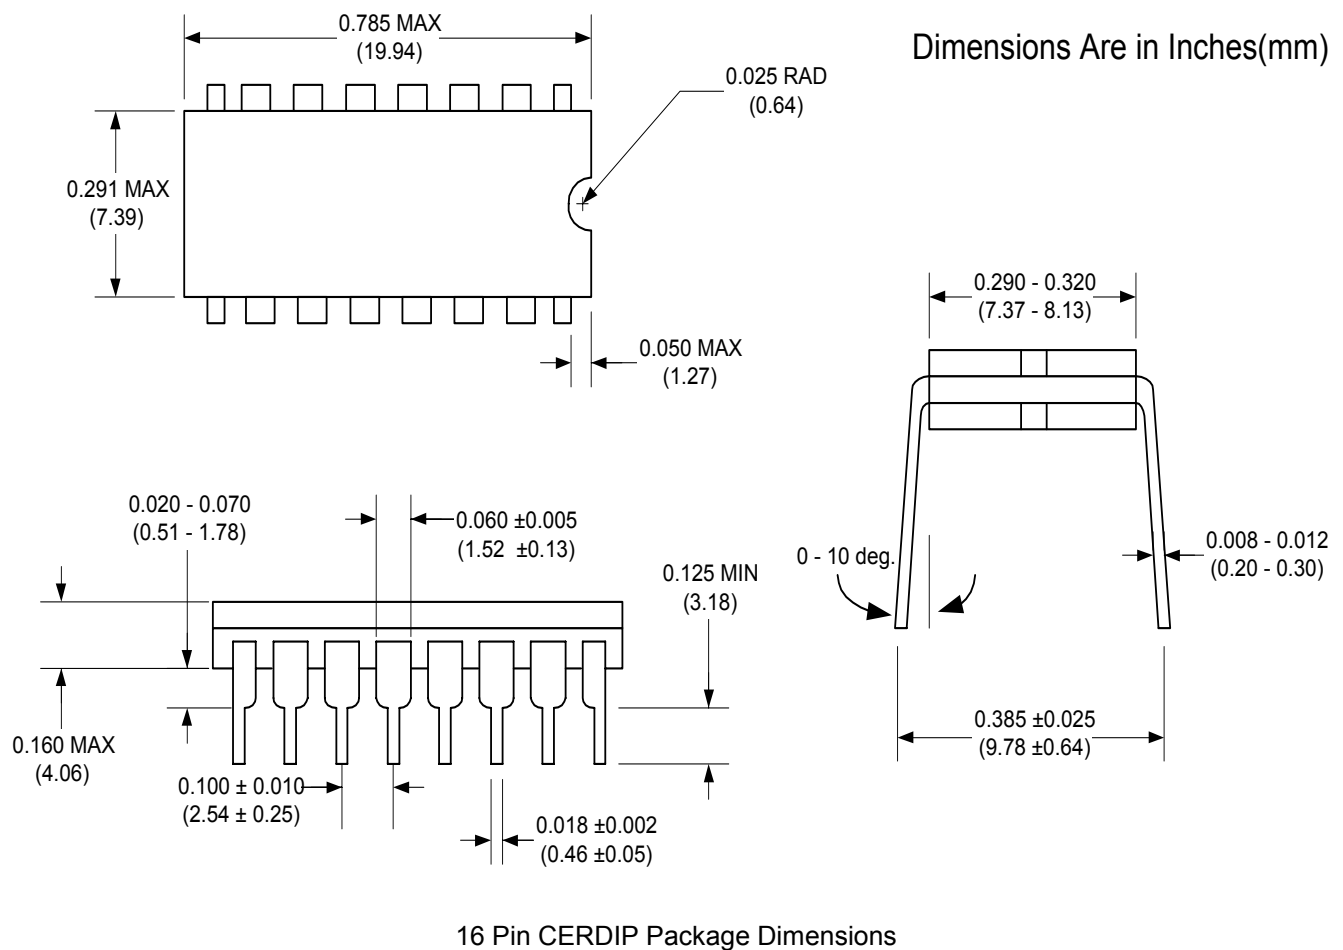 0.785 MAX
(19.94)
Dimensions Are in Inches(mm)
0.025 RAD
(0.64)
0.291 MAX
(7.39)
0.050 MAX
(1.27)
0.290 - 0.320
(7.37 - 8.13)
0.020 - 0.070
(0.51 - 1.78)
0.060 ±0.005
(1.52 ±0.13)
0.125 MIN
(3.18)
0 - 10 deg.
0.008 - 0.012
(0.20 - 0.30)
0.160 MAX
(4.06)
0.100 ± 0.010
(2.54 ± 0.25)
0.018 ±0.002
(0.46 ±0.05)
0.385 ±0.025
(9.78 ±0.64)
16 Pin CERDIP Package Dimensions